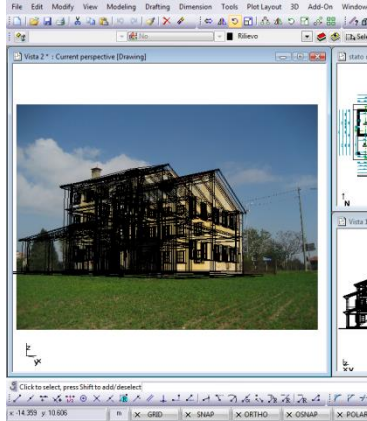 File Edit Modify View Modeling Drafting Dimension Tools Plot Layout 3D Add-On Window
No
Rilievo
Sele
Vista 2 * : Current perspective [Drawing]
stato
N
Vista
Click to select, press Shift to add/deselect
x: -14.359 y: 10.606 m GRID SNAP ORTHO OSNAP POLAR